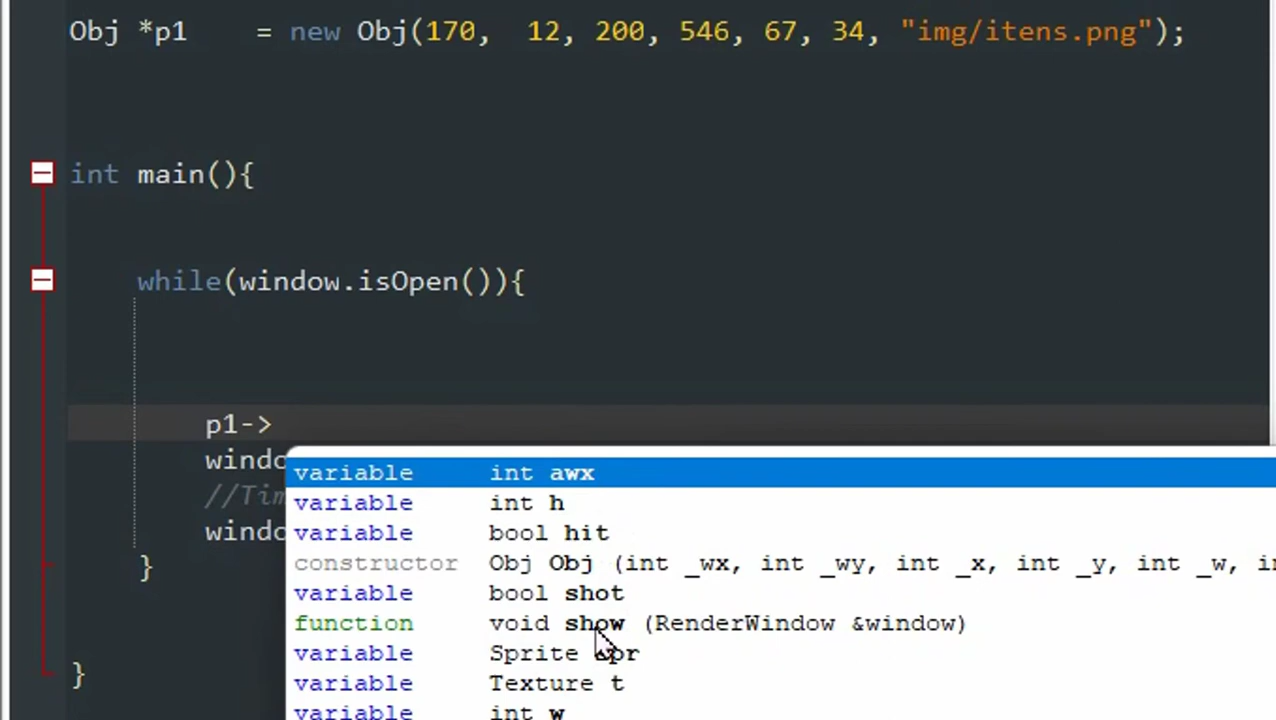 Obj *p1 = new Obj(170, 12, 200, 546, 67, 34, "img/itens.png");
int main(){
while(window.isOpen()){
p1->
windo
//Tim
windo
variable int awx
variable int h
variable bool hit
constructor Obj Obj (int _wx, int _wy, int _x, int _y, int _w, in
variable bool shot
function void show (RenderWindow &window)
variable Sprite spr
variable Texture t
variable int w
}
}